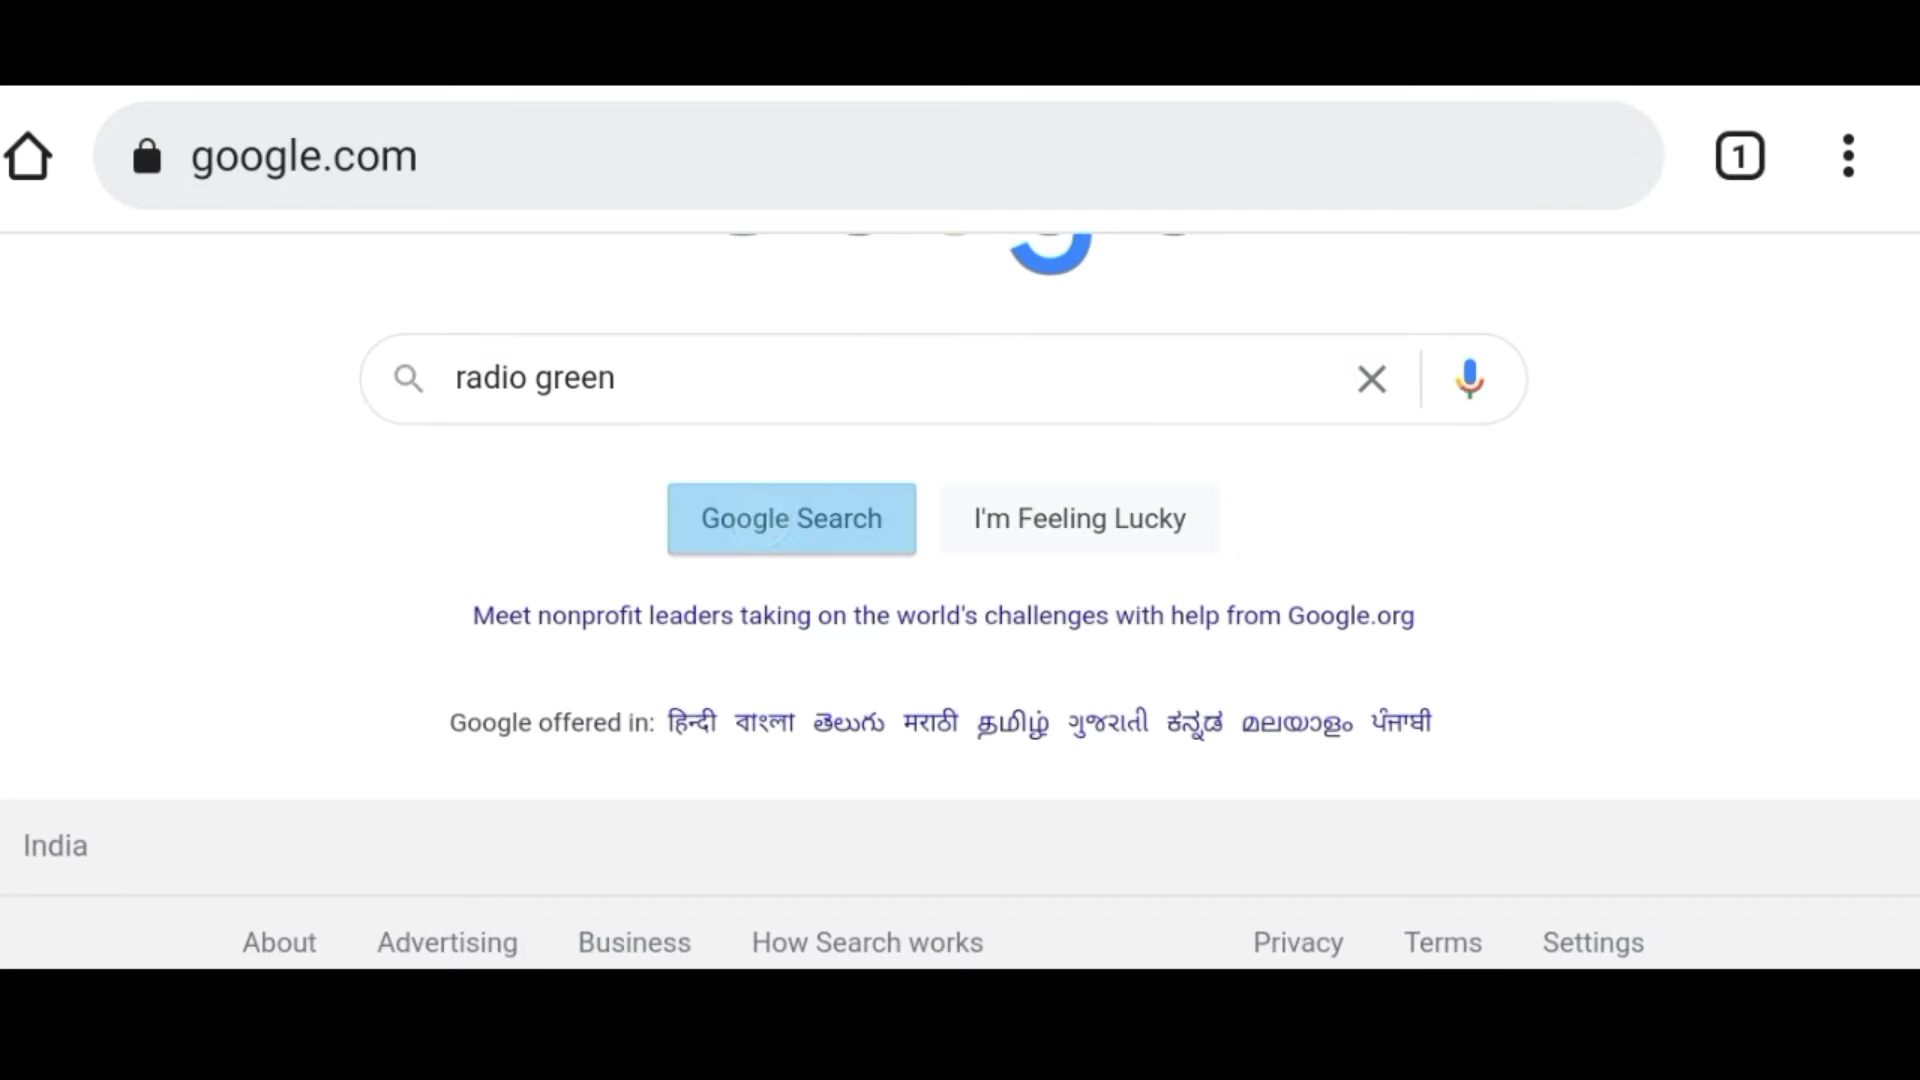 google.com
1
radio green
Google Search
I'm Feeling Lucky
Meet nonprofit leaders taking on the world's challenges with help from Google.org
Google offered in: हिन्दी বাংলা తెలుగు मराठी தமிழ் ગુજરાતી ಕನ್ನಡ മലയാളം ਪੰਜਾਬੀ
India
About Advertising Business How Search works Privacy Terms Settings